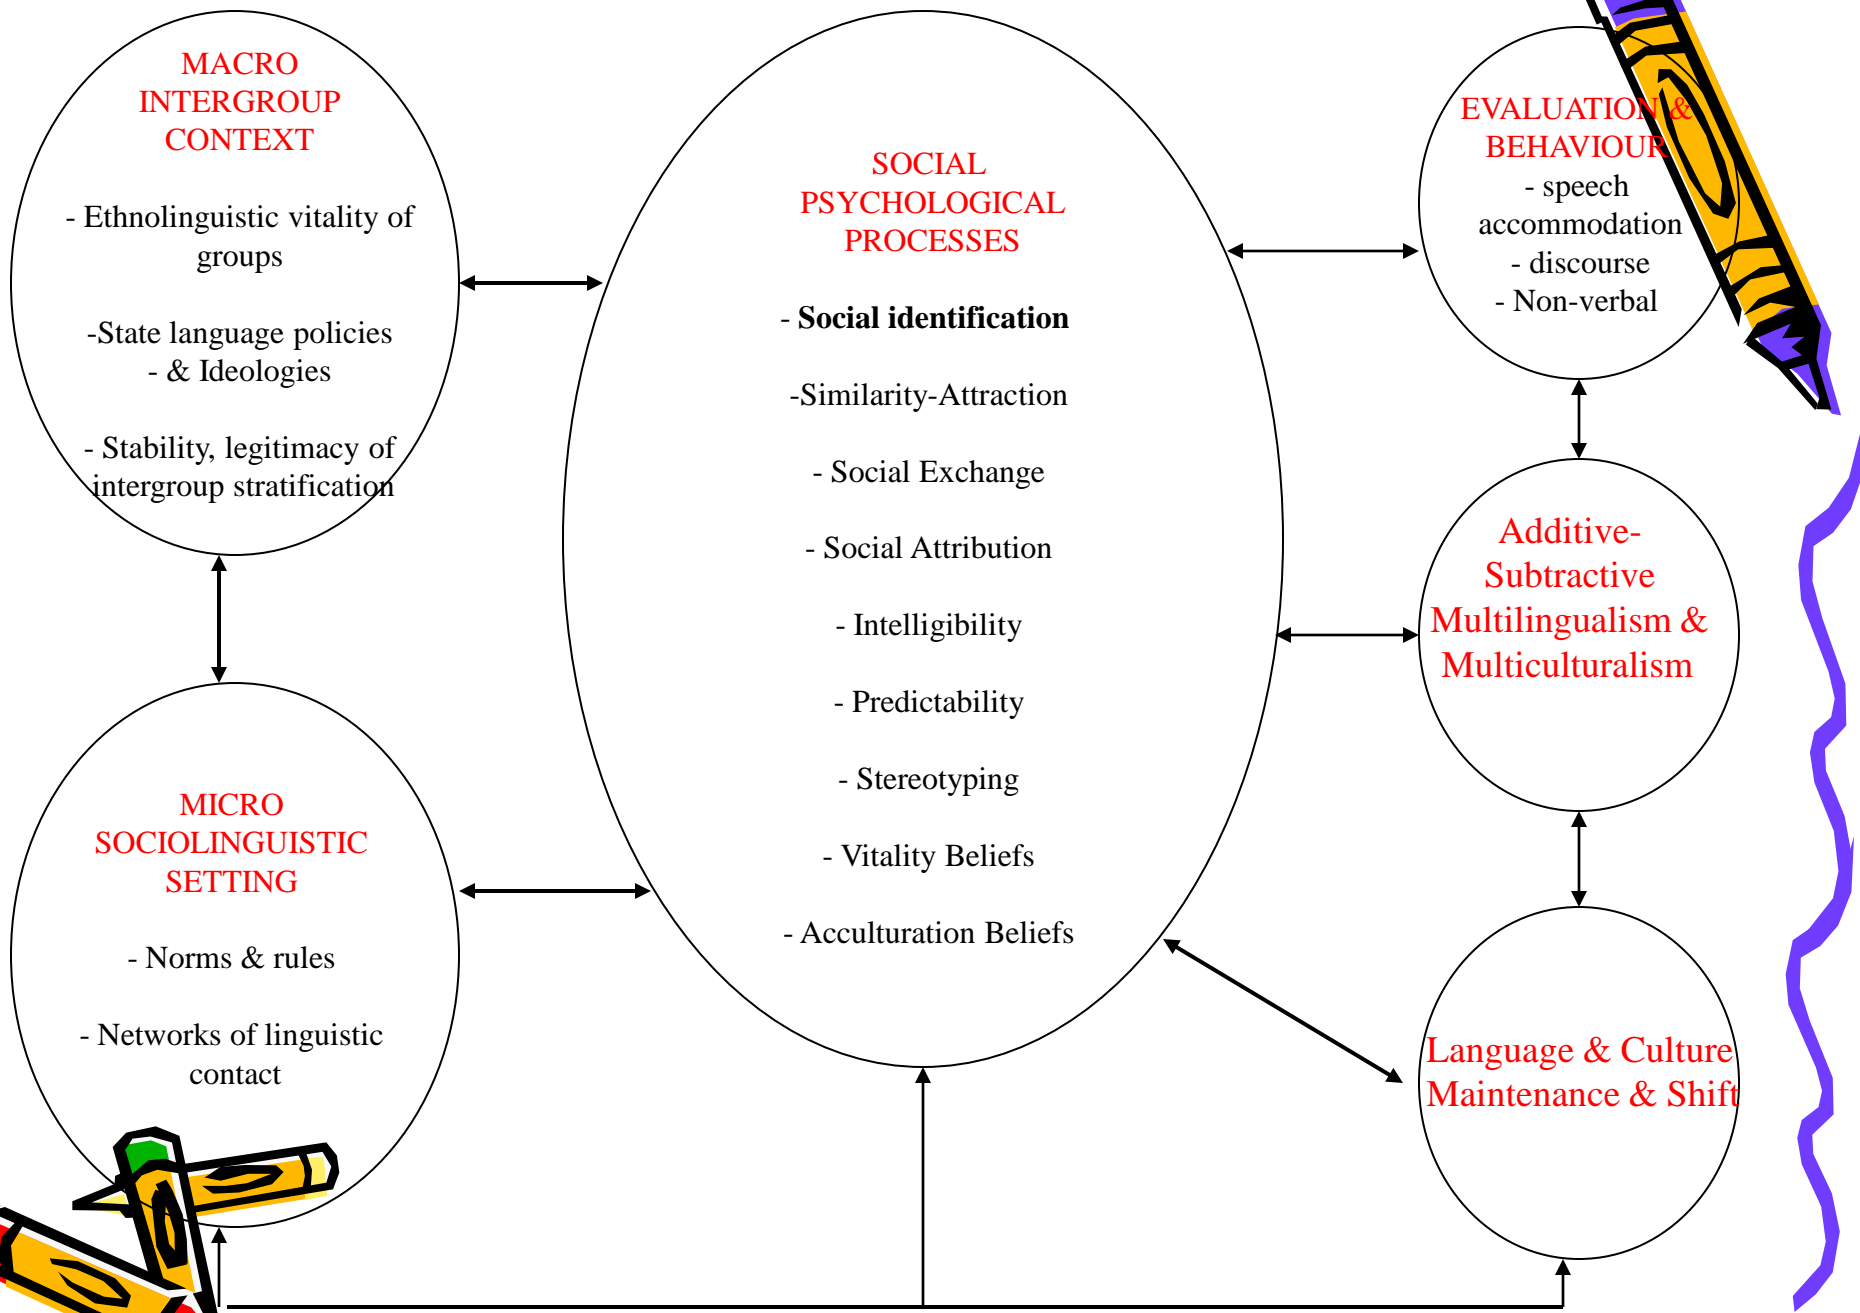 MACRO
INTERGROUP
CONTEXT
- Ethnolinguistic vitality of
groups
-State language policies
- & Ideologies
- Stability, legitimacy of
intergroup stratification
MICRO
SOCIOLINGUISTIC
SETTING
- Norms & rules
- Networks of linguistic
contact
SOCIAL
PSYCHOLOGICAL
PROCESSES
- Social identification
-Similarity-Attraction
- Social Exchange
- Social Attribution
- Intelligibility
- Predictability
- Stereotyping
- Vitality Beliefs
- Acculturation Beliefs
EVALUATION &
BEHAVIOUR
- speech
accommodation
- discourse
- Non-verbal
Additive-
Subtractive
Multilingualism &
Multiculturalism
Language & Culture
Maintenance & Shift